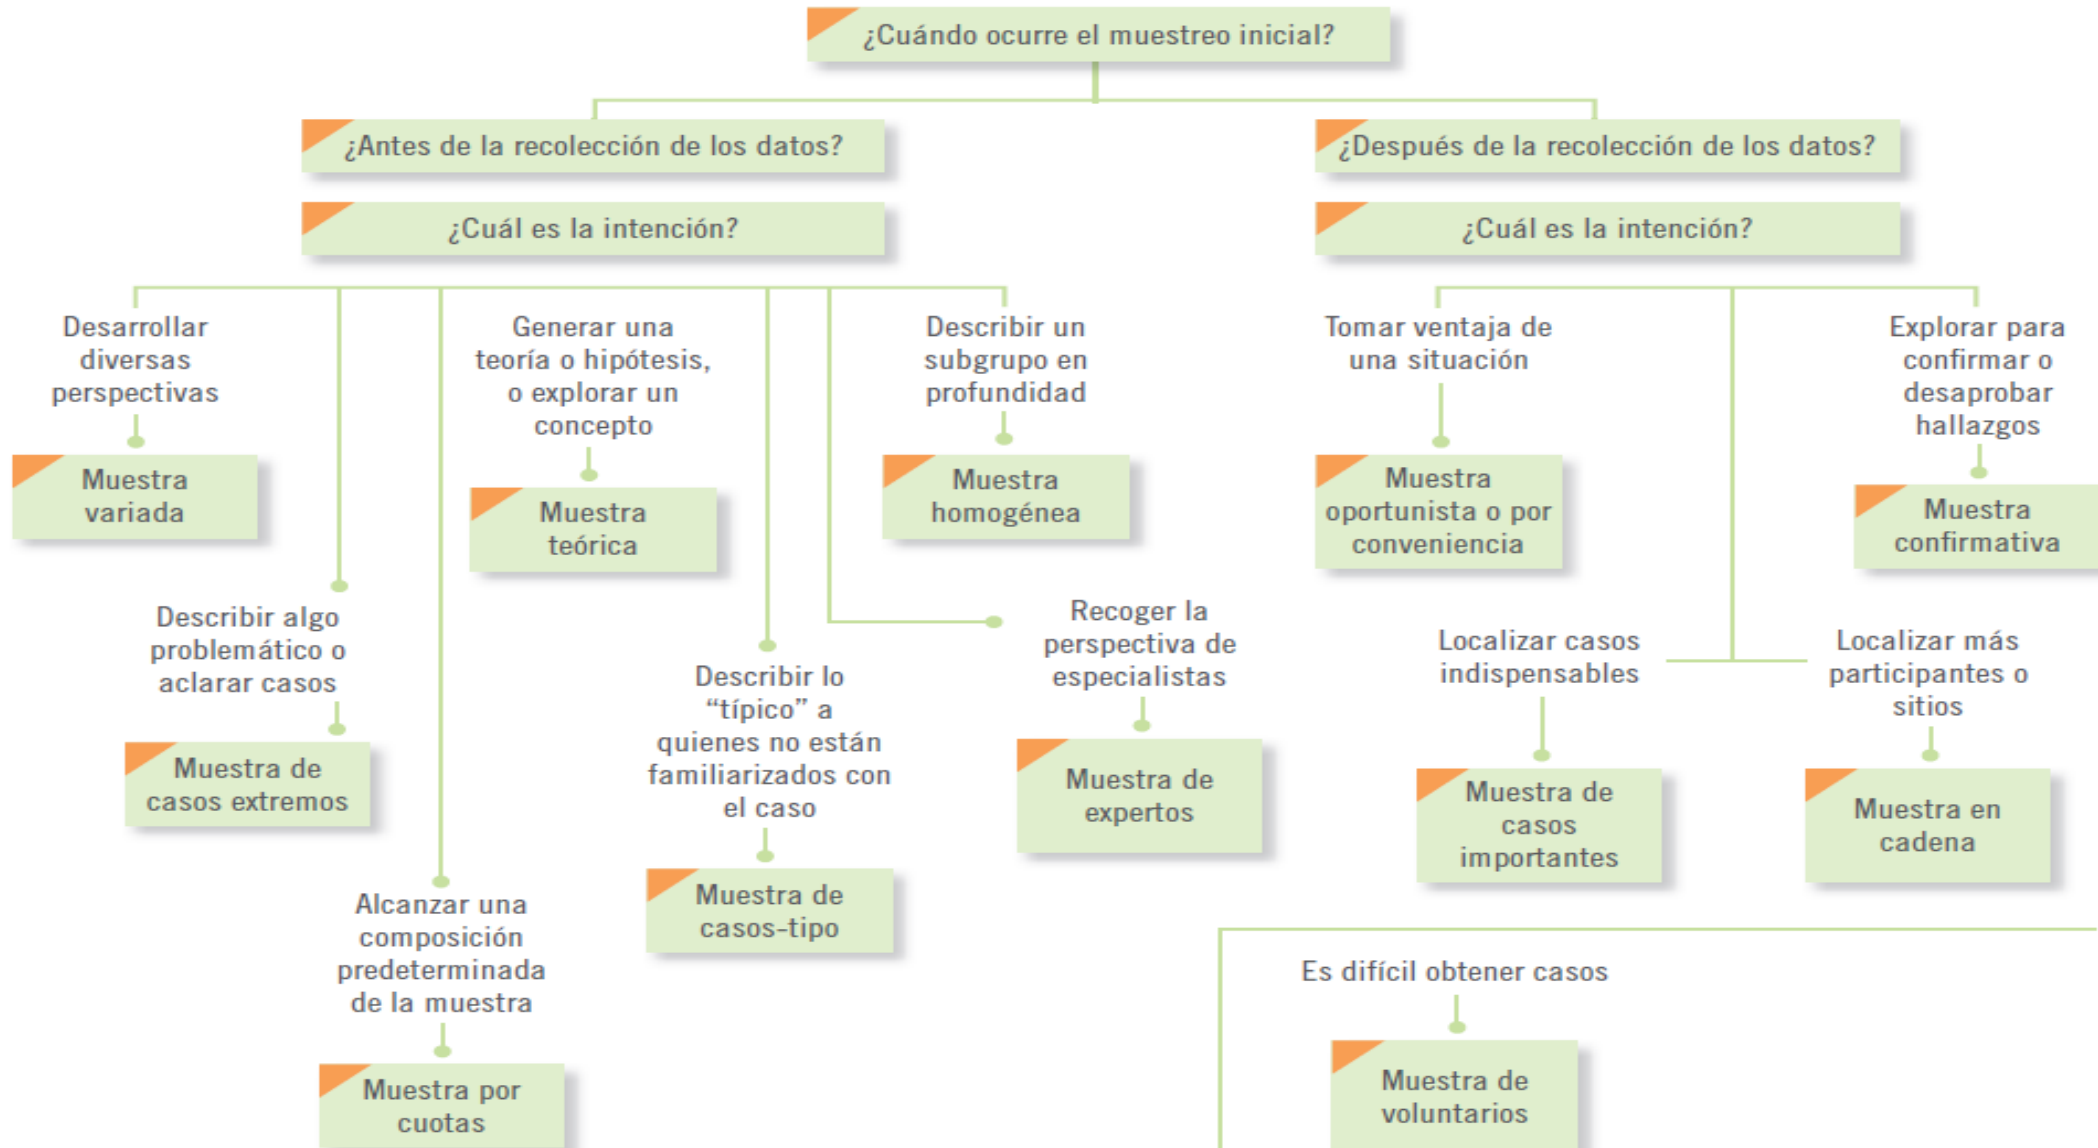 ¿Cuándo ocurre el muestreo inicial?
¿Antes de la recolección de los datos?
¿Después de la recolección de los datos?
¿Cuál es la intención?
¿Cuál es la intención?
Desarrollar
diversas
perspectivas
Muestra
variada
Generar una
teoría o hipótesis,
o explorar un
concepto
Muestra
teórica
Describir un
subgrupo en
profundidad
Muestra
homogénea
Tomar ventaja de
una situación
Muestra
oportunista o por
conveniencia
Explorar para
confirmar o
desaprobar
hallazgos
Muestra
confirmativa
Describir algo
problemático o
aclarar casos
Muestra de
casos extremos
Describir lo
“típico” a
quienes no están
familiarizados con
el caso
Muestra de
casos-tipo
Recoger la
perspectiva de
especialistas
Muestra de
expertos
Localizar casos
indispensables
Muestra de
casos
importantes
Localizar más
participantes o
sitios
Muestra en
cadena
Alcanzar una
composición
predeterminada
de la muestra
Muestra por
cuotas
Es difícil obtener casos
Muestra de
voluntarios